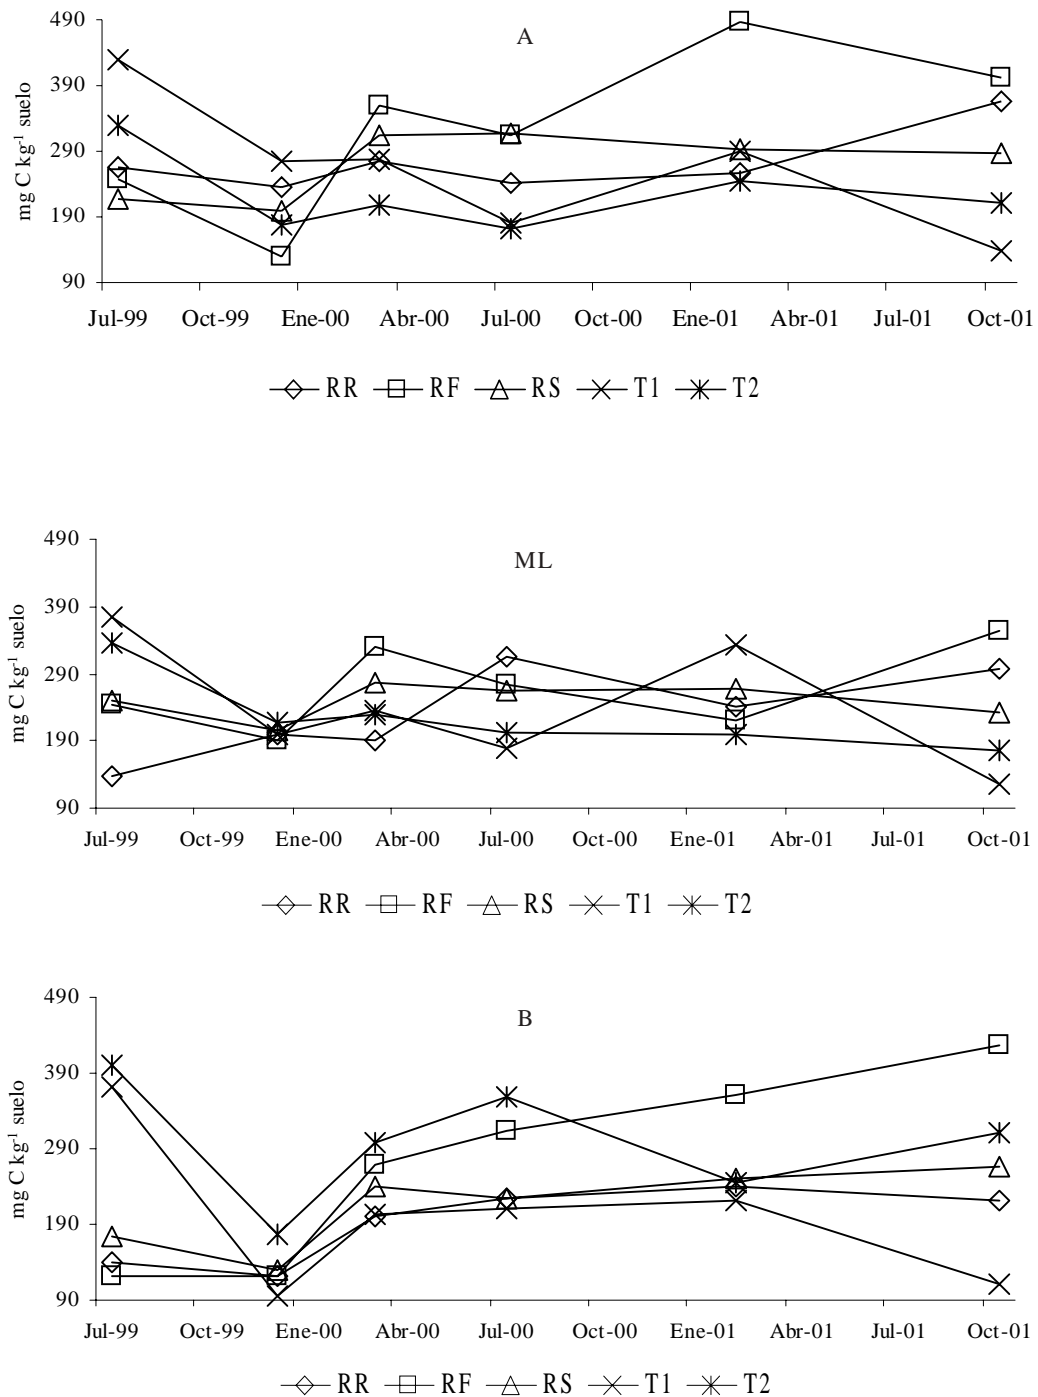 A
mg C kg-1 suelo
490
390
290
190
90
Jul-99 Oct-99 Ene-00 Abr-00 Jul-00 Oct-00 Ene-01 Abr-01 Jul-01 Oct-01
RR RF RS T1 T2
ML
mg C kg-1 suelo
490
390
290
190
90
Jul-99 Oct-99 Ene-00 Abr-00 Jul-00 Oct-00 Ene-01 Abr-01 Jul-01 Oct-01
RR RF RS T1 T2
B
mg C kg-1 suelo
490
390
290
190
90
Jul-99 Oct-99 Ene-00 Abr-00 Jul-00 Oct-00 Ene-01 Abr-01 Jul-01 Oct-01
RR RF RS T1 T2